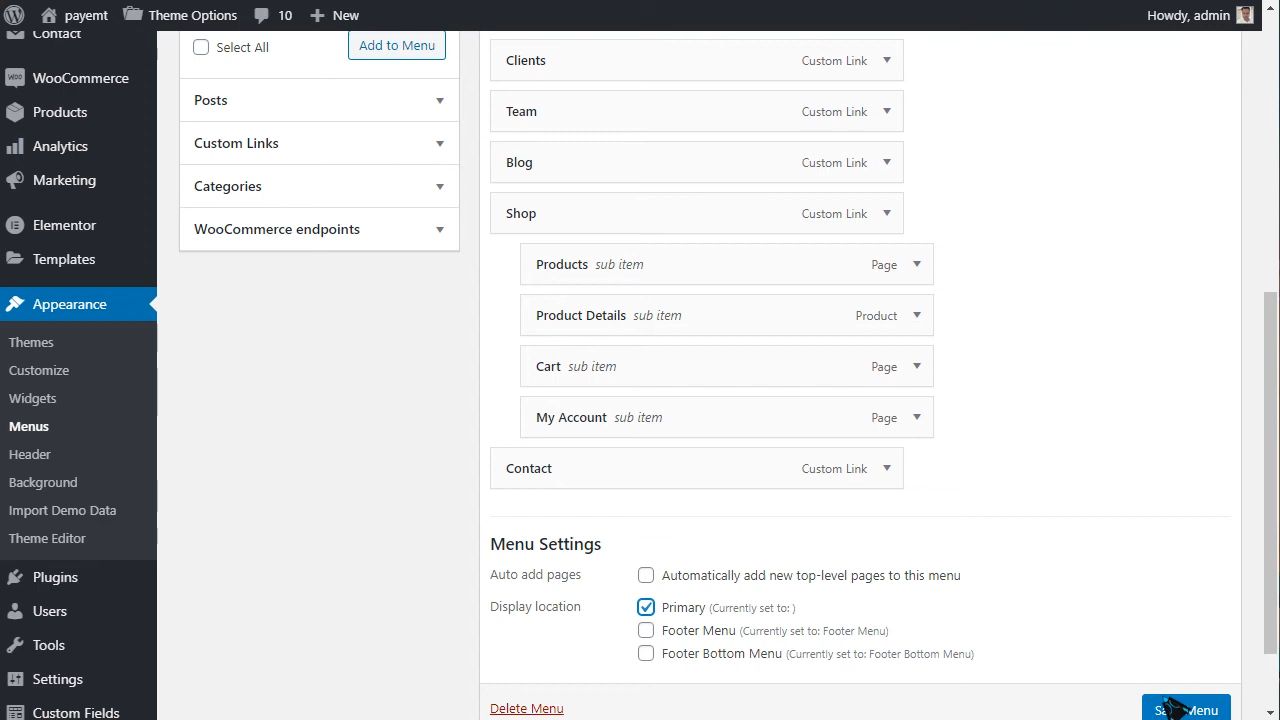 payemt
Theme Options
10
New
Howdy, admin
Contact
WooCommerce
Products
Analytics
Marketing
Elementor
Templates
Appearance
Themes
Customize
Widgets
Menus
Header
Background
Import Demo Data
Theme Editor
Plugins
Users
Tools
Settings
Custom Fields
Select All
Add to Menu
Posts
Custom Links
Categories
WooCommerce endpoints
Clients Custom Link
Team Custom Link
Blog Custom Link
Shop Custom Link
Products sub item Page
Product Details sub item Product
Cart sub item Page
My Account sub item Page
Contact Custom Link
Menu Settings
Auto add pages
Automatically add new top-level pages to this menu
Display location
Primary (Currently set to: )
Footer Menu (Currently set to: Footer Menu)
Footer Bottom Menu (Currently set to: Footer Bottom Menu)
Delete Menu
Save Menu